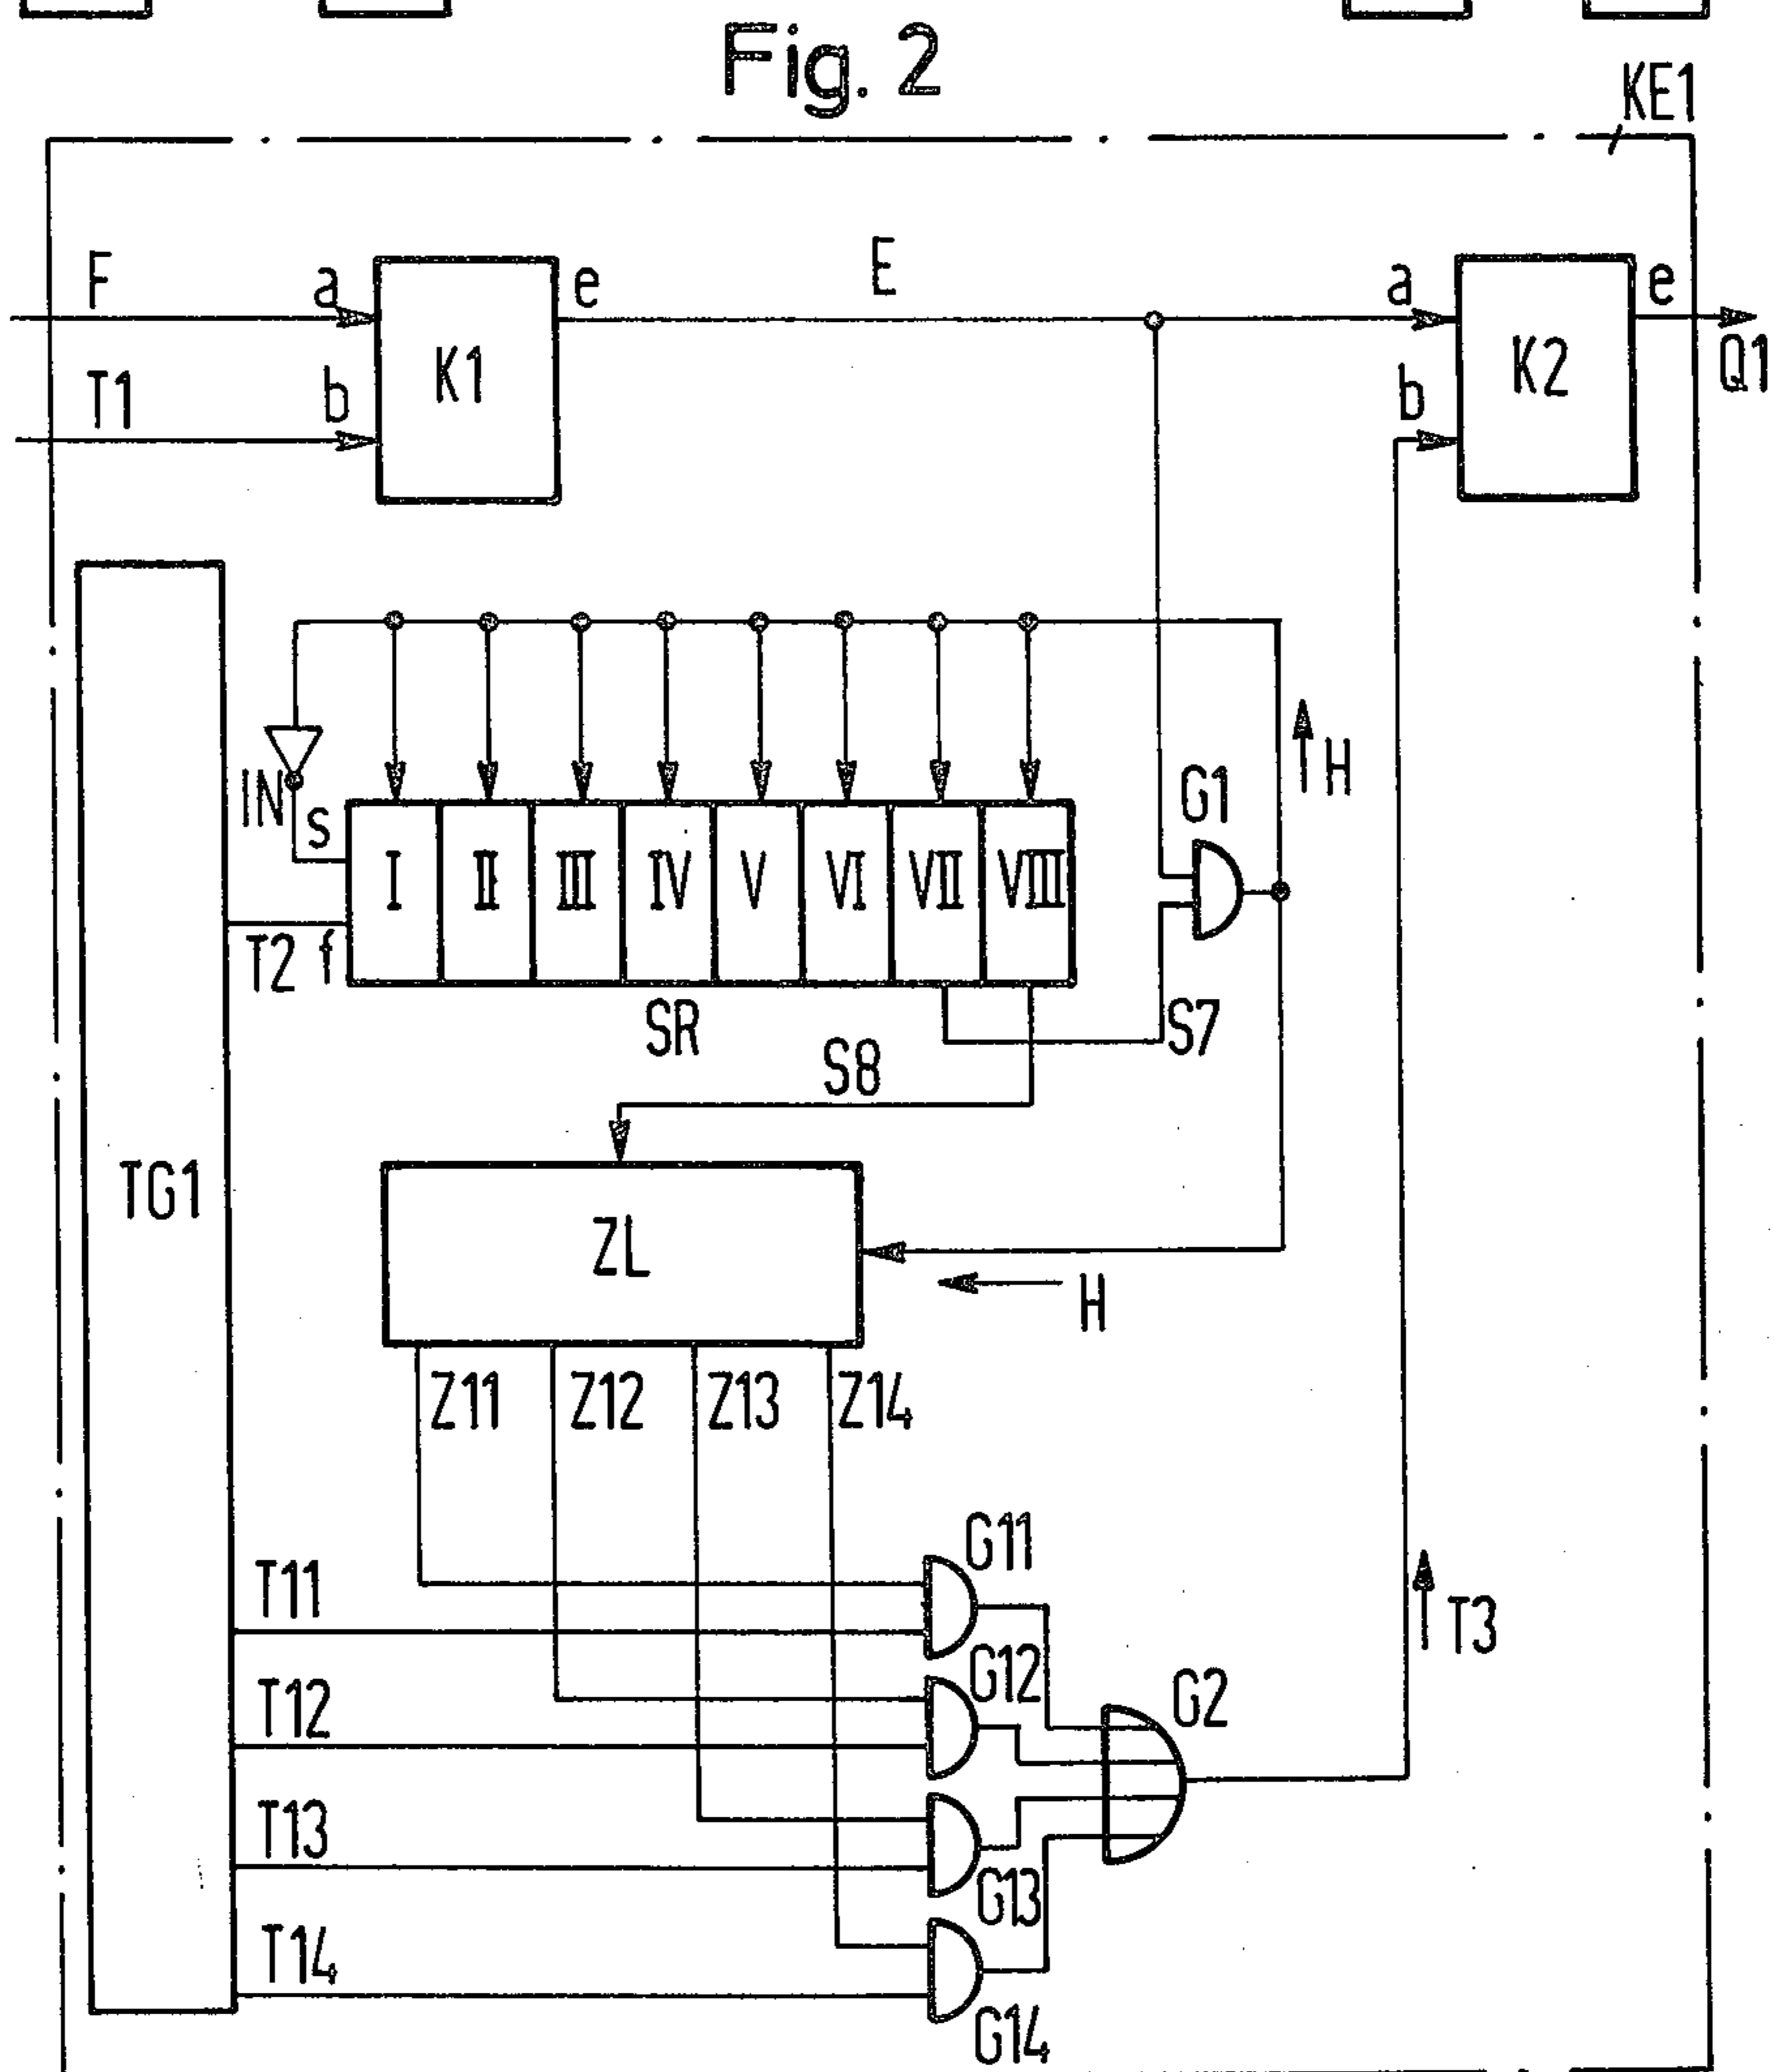 Fig. 2
KE1
F a e E a e
K1 K2
T1 b b Q1
IN s G1 H
I II III IV V VI VII VIII
T2 f
SR S7
S8
TG1 ZL
H
Z11 Z12 Z13 Z14
G11
T11 T3
G12
T12 G2
T13
G13
T14
G14